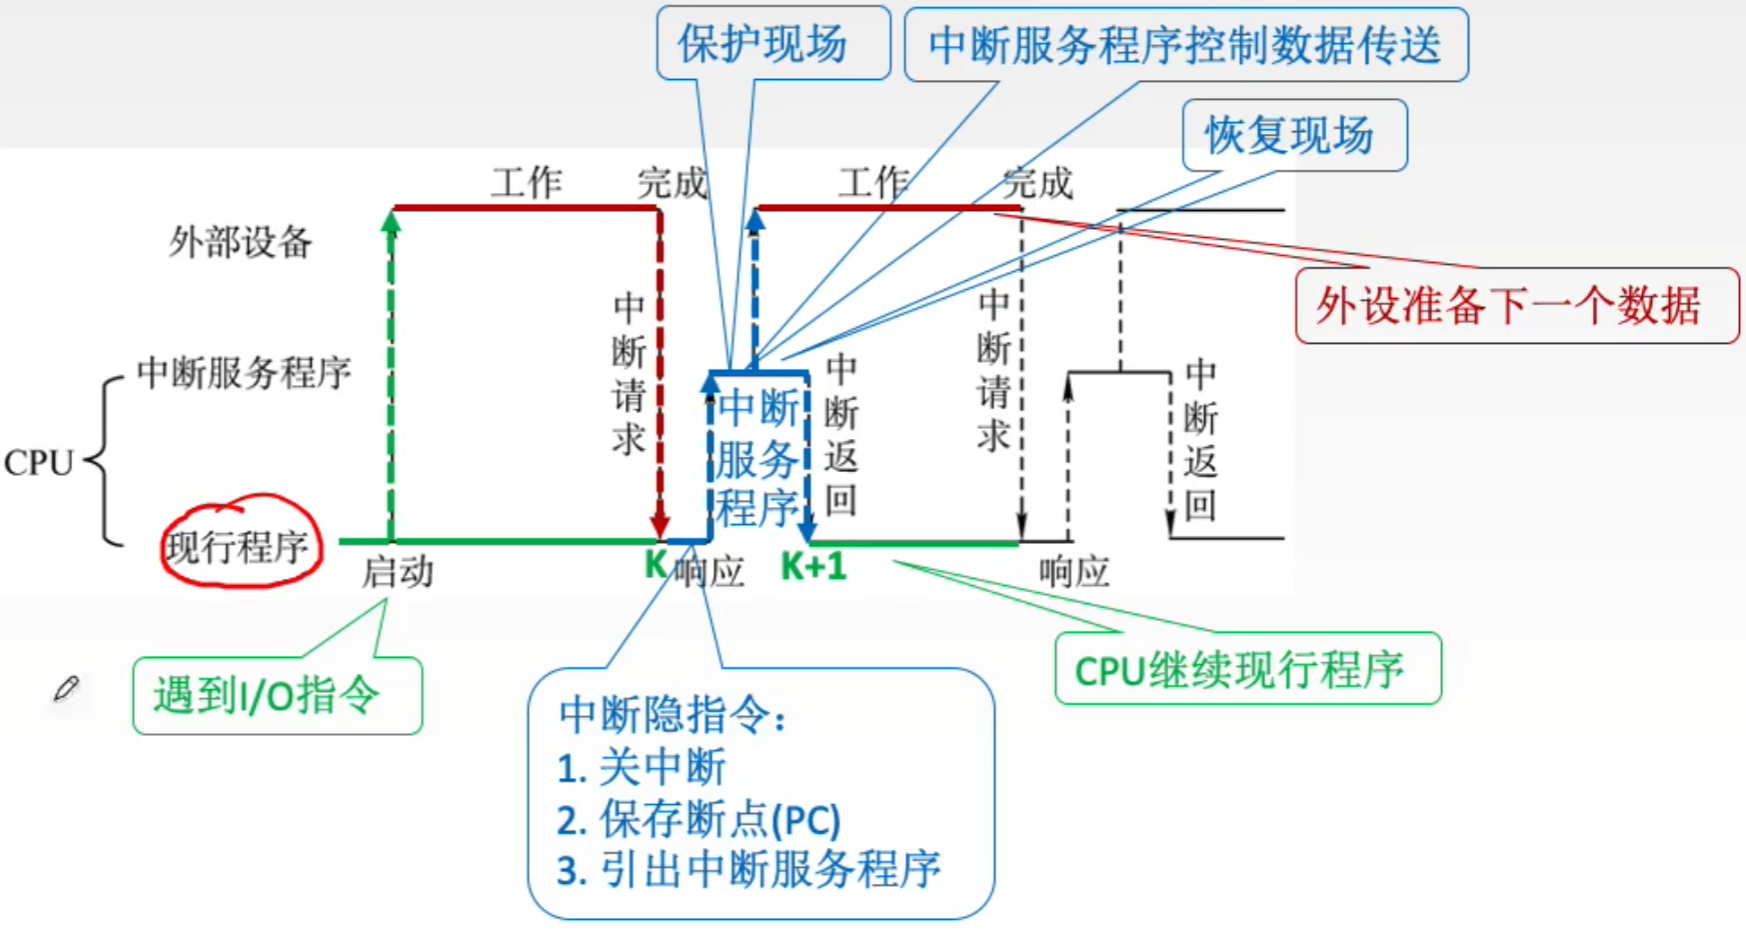 保护现场
中断服务程序控制数据传送
恢复现场
工作
完成
工作
完成
外部设备
外设准备下一个数据
中断请求
中断请求
中断服务程序
中断服务程序
中断返回
中断返回
CPU
现行程序
启动
K
响应
K+1
响应
遇到I/O指令
CPU继续现行程序
中断隐指令：
1. 关中断
2. 保存断点(PC)
3. 引出中断服务程序